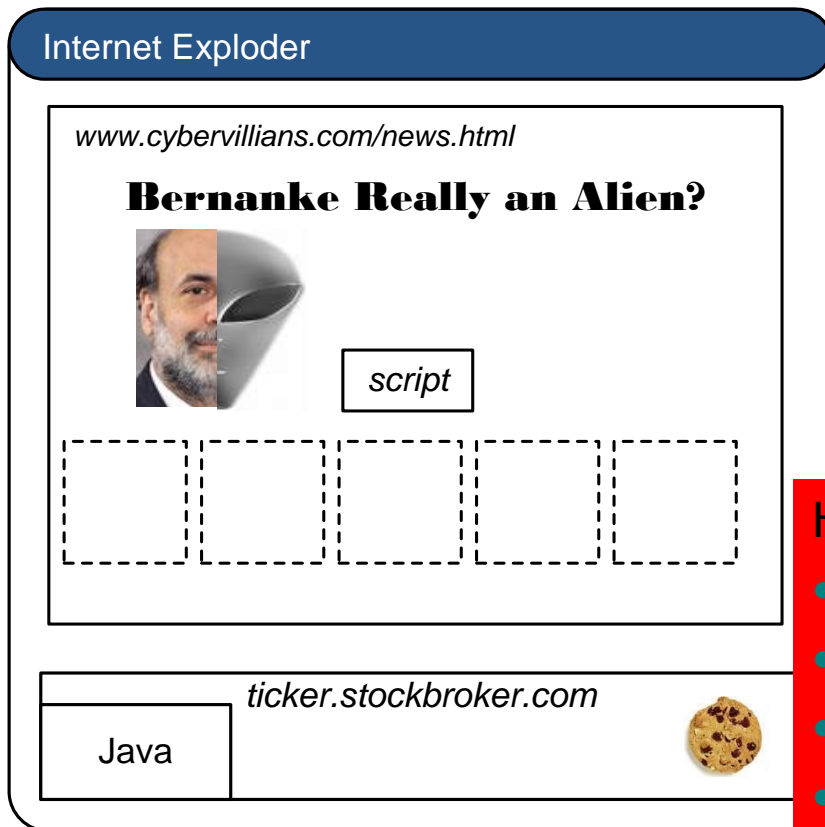 Internet Exploder
www.cybervillians.com/news.html
Bernanke Really an Alien?
script
ticker.stockbroker.com
Java